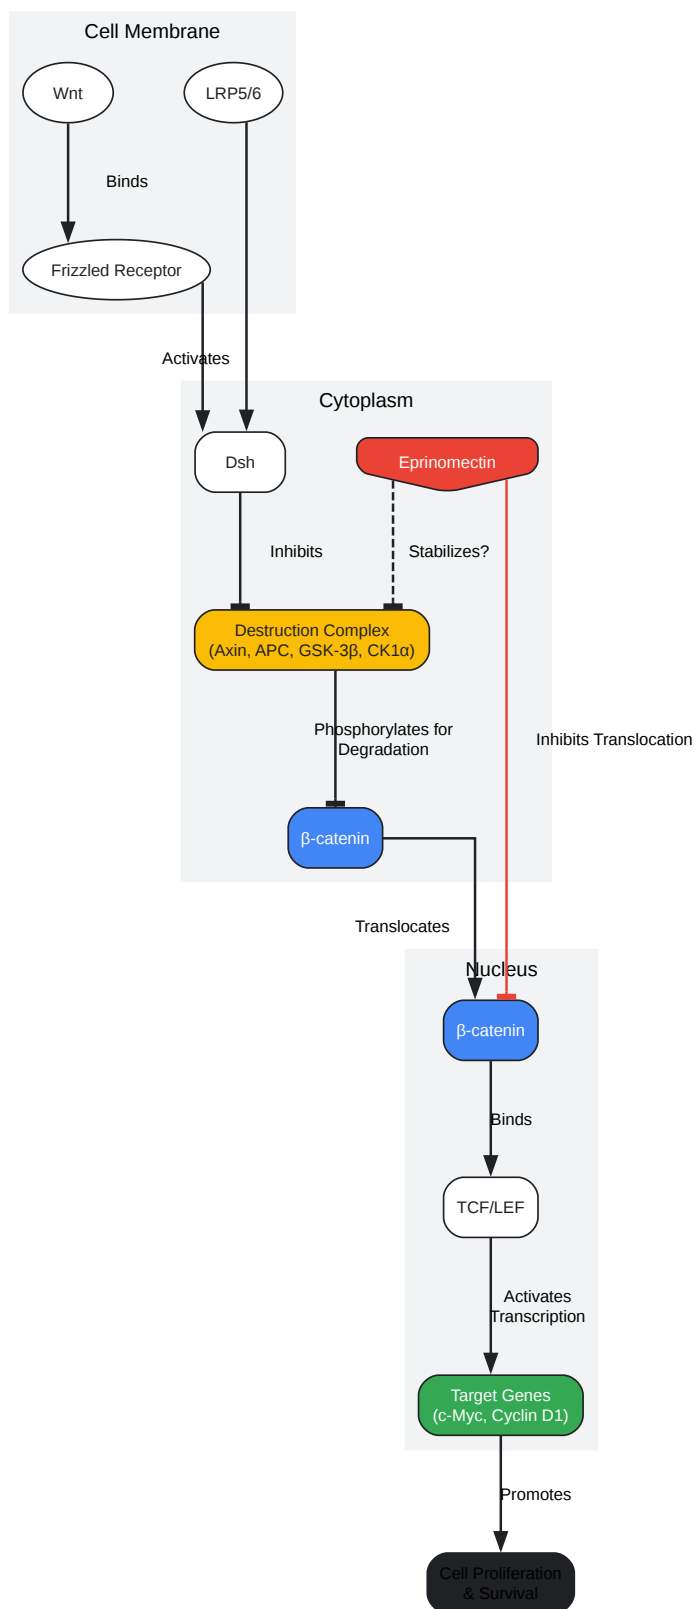 Cell Membrane
Wnt
LRP5/6
Binds
Frizzled Receptor
Activates
Cytoplasm
Dsh
Eprinomectin
Inhibits
Stabilizes?
Destruction Complex
(Axin, APC, GSK-3β, CK1α)
Phosphorylates for
Degradation
Inhibits Translocation
β-catenin
Translocates
Nucleus
β-catenin
Binds
TCF/LEF
Activates
Transcription
Target Genes
(c-Myc, Cyclin D1)
Promotes
Cell Proliferation
& Survival